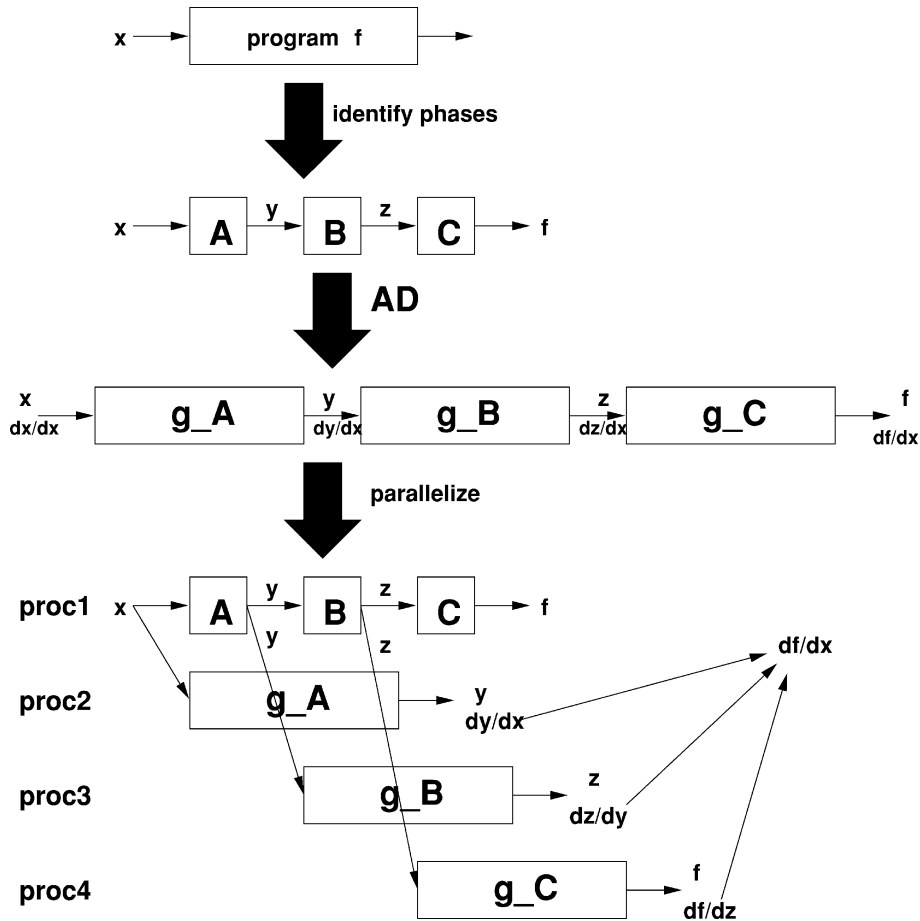 x program f
identify phases
x A y B z C f
AD
x y z f
g_A g_B g_C
dx/dx dy/dx dz/dx df/dx
parallelize
y z
proc1 x A B C f
y z df/dx
proc2 g_A y
dy/dx
proc3 g_B z
dz/dy
proc4 g_C f
df/dz